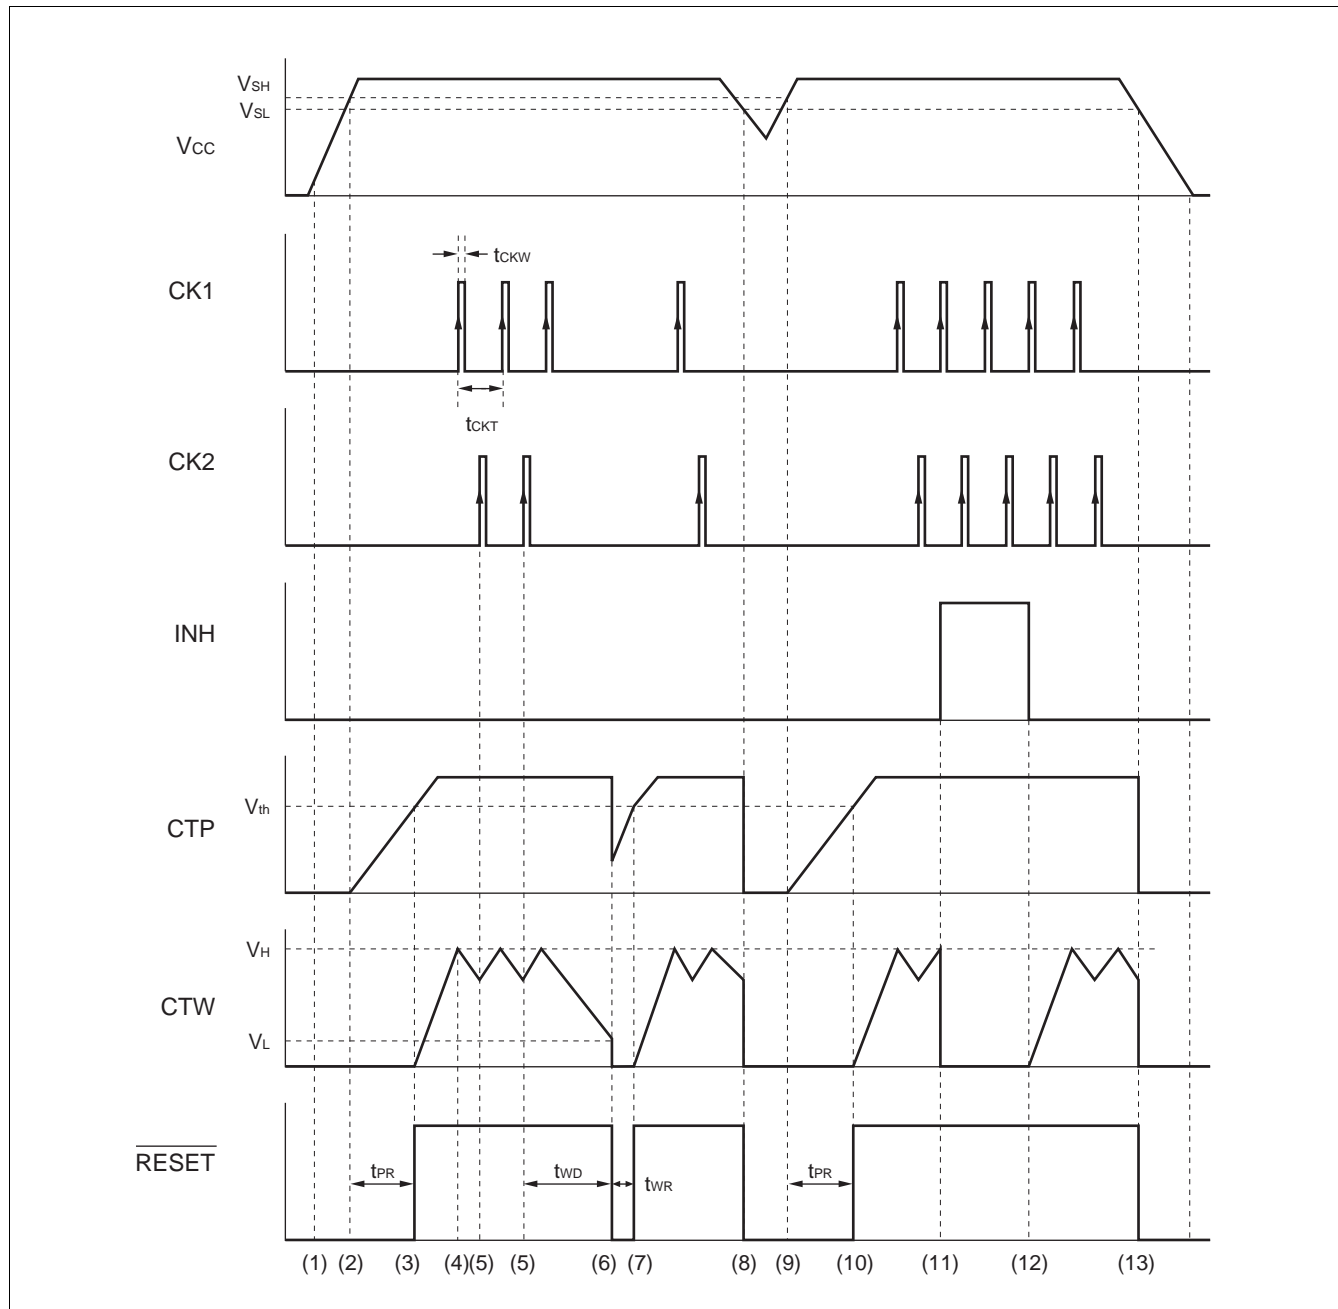 VSH
VSL
VCC
tCKW
CK1
tCKT
CK2
INH
Vth
CTP
VH
CTW
VL
RESET
tPR
tWD
tWR
tPR
(1) (2) (3) (4) (5) (5) (6) (7) (8) (9) (10) (11) (12) (13)